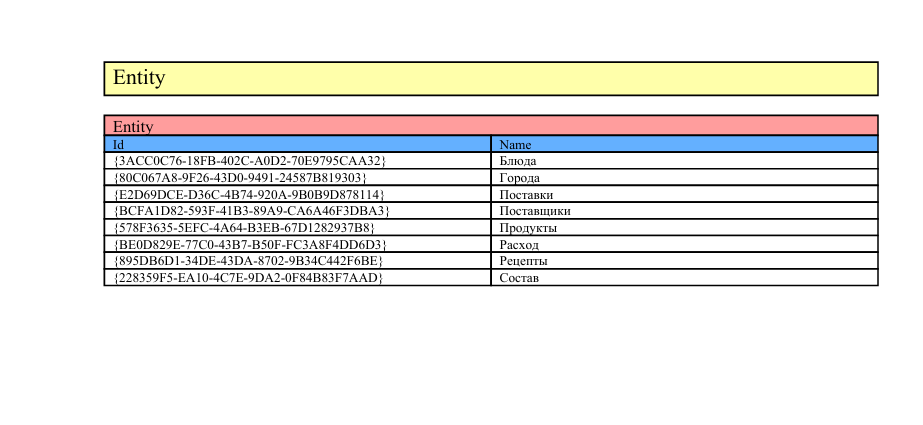 Entity
Entity
Id Name
{3ACC0C76-18FB-402C-A0D2-70E9795CAA32} Блюда
{80C067A8-9F26-43D0-9491-24587B819303} Города
{E2D69DCE-D36C-4B74-920A-9B0B9D878114} Поставки
{BCFA1D82-593F-41B3-89A9-CA6A46F3DBA3} Поставщики
{578F3635-5EFC-4A64-B3EB-67D1282937B8} Продукты
{BE0D829E-77C0-43B7-B50F-FC3A8F4DD6D3} Расход
{895DB6D1-34DE-43DA-8702-9B34C442F6BE} Рецепты
{228359F5-EA10-4C7E-9DA2-0F84B83F7AAD} Состав